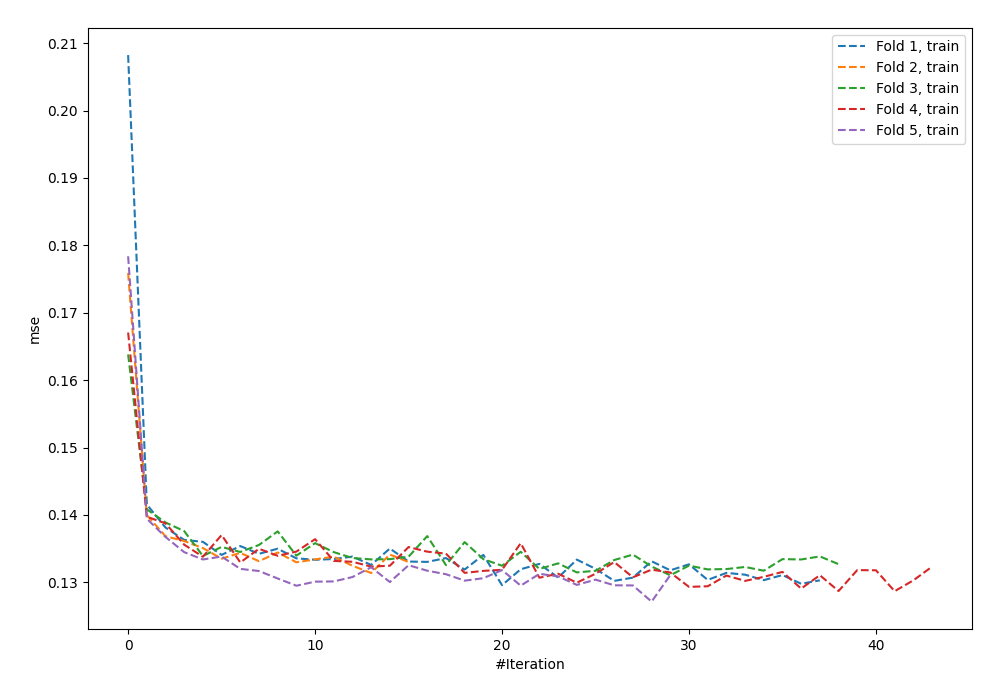 0.21
0.20
0.19
0.18
0.17
0.16
0.15
0.14
0.13
mse
0
10
20
30
40
#Iteration
Fold 1, train
Fold 2, train
Fold 3, train
Fold 4, train
Fold 5, train